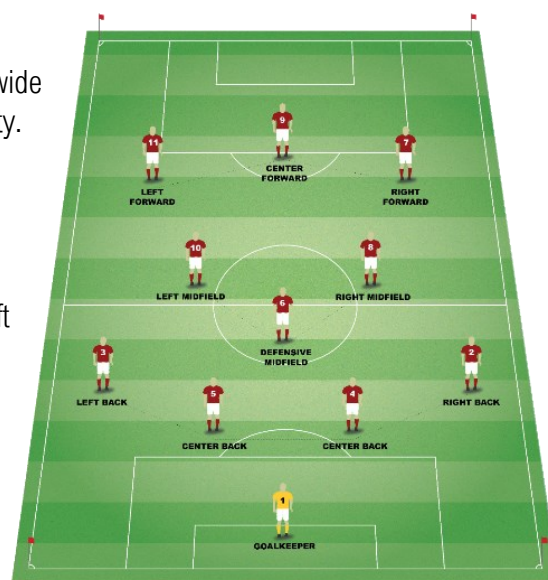 wide
ty.
9
11
7
CENTER
FORWARD
LEFT
FORWARD
RIGHT
FORWARD
10
8
LEFT MIDFIELD
RIGHT MIDFIELD
6
ft
DEFENSIVE
MIDFIELD
3
2
LEFT BACK
RIGHT BACK
5
4
CENTER BACK
CENTER BACK
1
GOALKEEPER